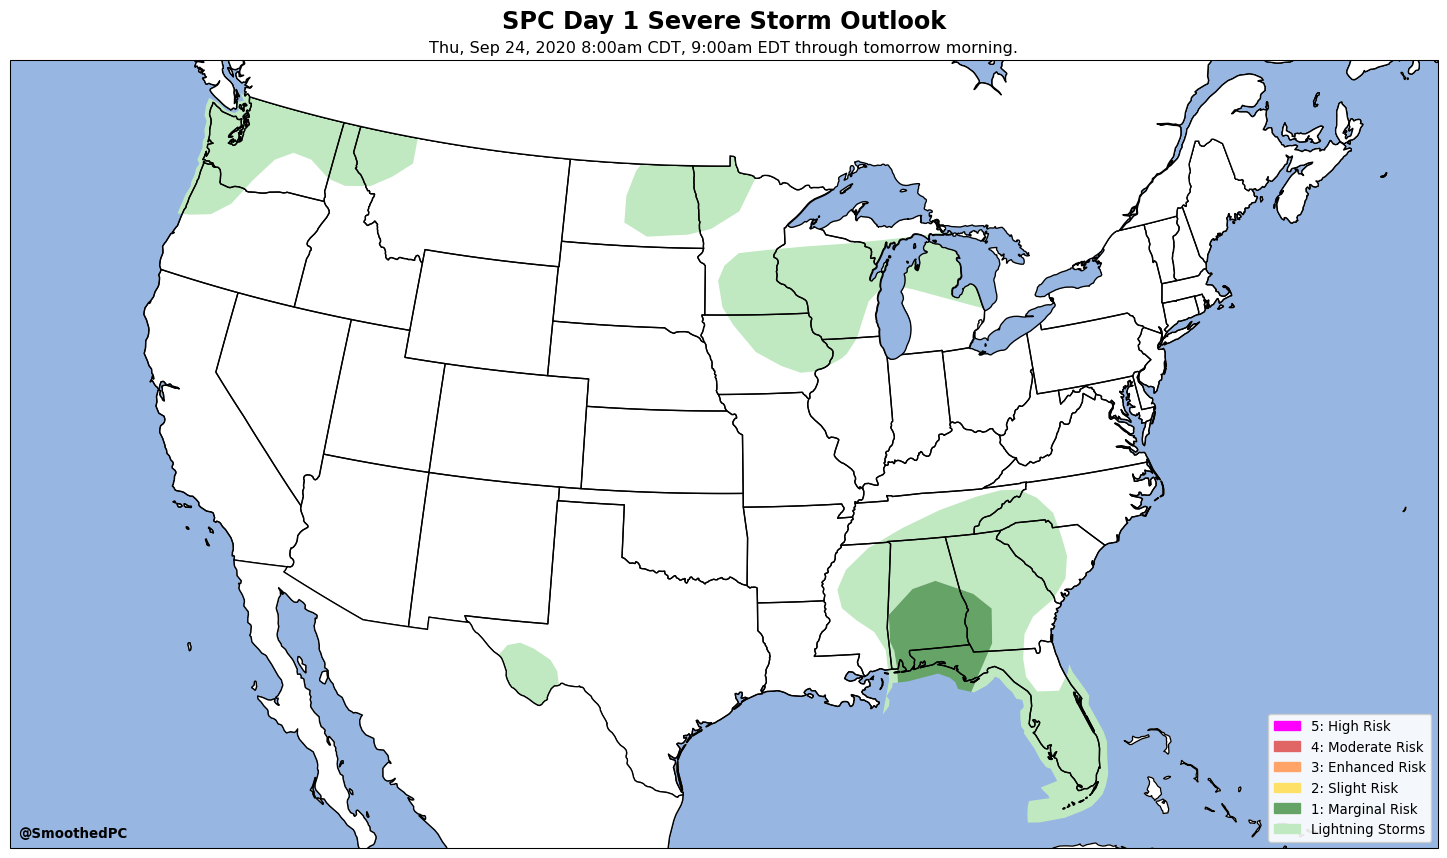 SPC Day 1 Severe Storm Outlook
Thu, Sep 24, 2020 8:00am CDT, 9:00am EDT through tomorrow morning.
5: High Risk
4: Moderate Risk
3: Enhanced Risk
2: Slight Risk
1: Marginal Risk
Lightning Storms
@SmoothedPC